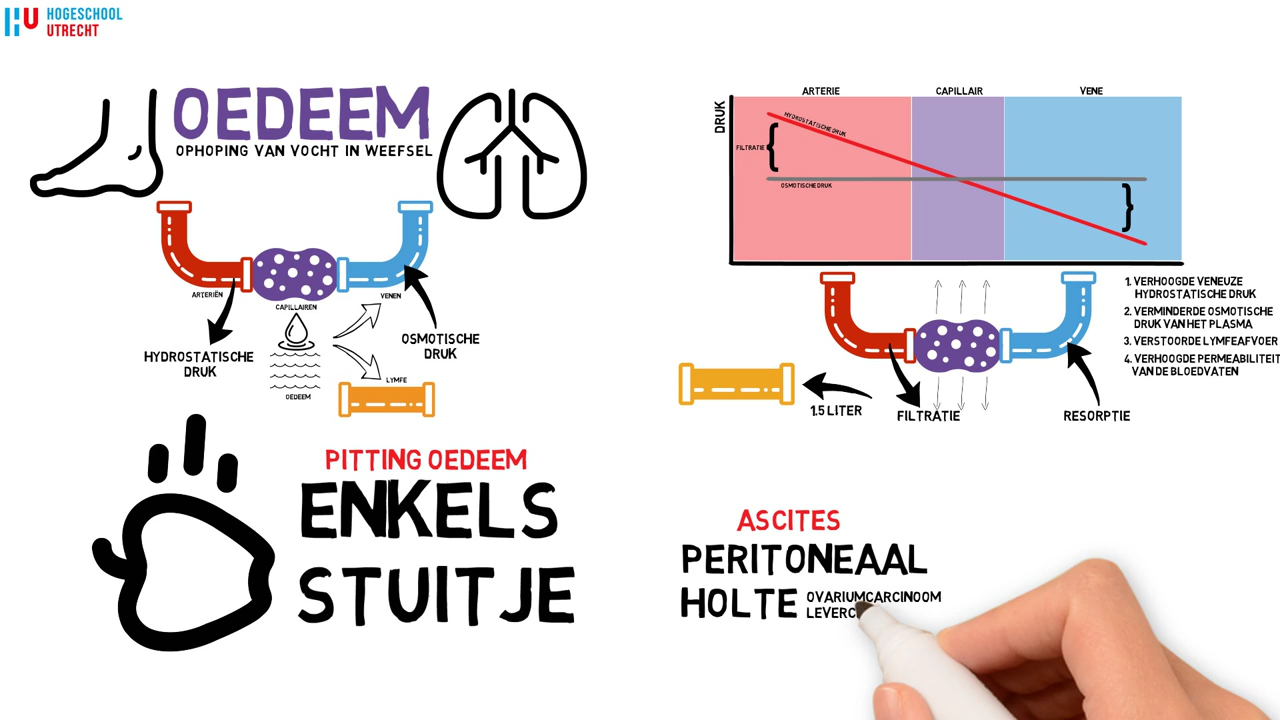 HOGESCHOOL
UTRECHT
OEDEEM
OPHOPING VAN VOCHT IN WEEFSEL
ARTERIËN
CAPILLAIREN
VENEN
HYDROSTATISCHE
DRUK
OSMOTISCHE
DRUK
LYMFE
OEDEEM
PITTING OEDEEM
ENKELS
STUITJE
ARTERIE
CAPILLAIR
VENE
DRUK
HYDROSTATISCHE DRUK
FILTRATIE
OSMOTISCHE DRUK
1. VERHOOGDE VENEUZE
HYDROSTATISCHE DRUK
2. VERMINDERDE OSMOTISCHE
DRUK VAN HET PLASMA
3. VERSTOORDE LYMFEAFVOER
4. VERHOOGDE PERMEABILITEIT
VAN DE BLOEDVATEN
1.5 LITER
FILTRATIE
RESORPTIE
ASCITES
PERITONEAAL
HOLTE
OVARIUMCARCINOOM